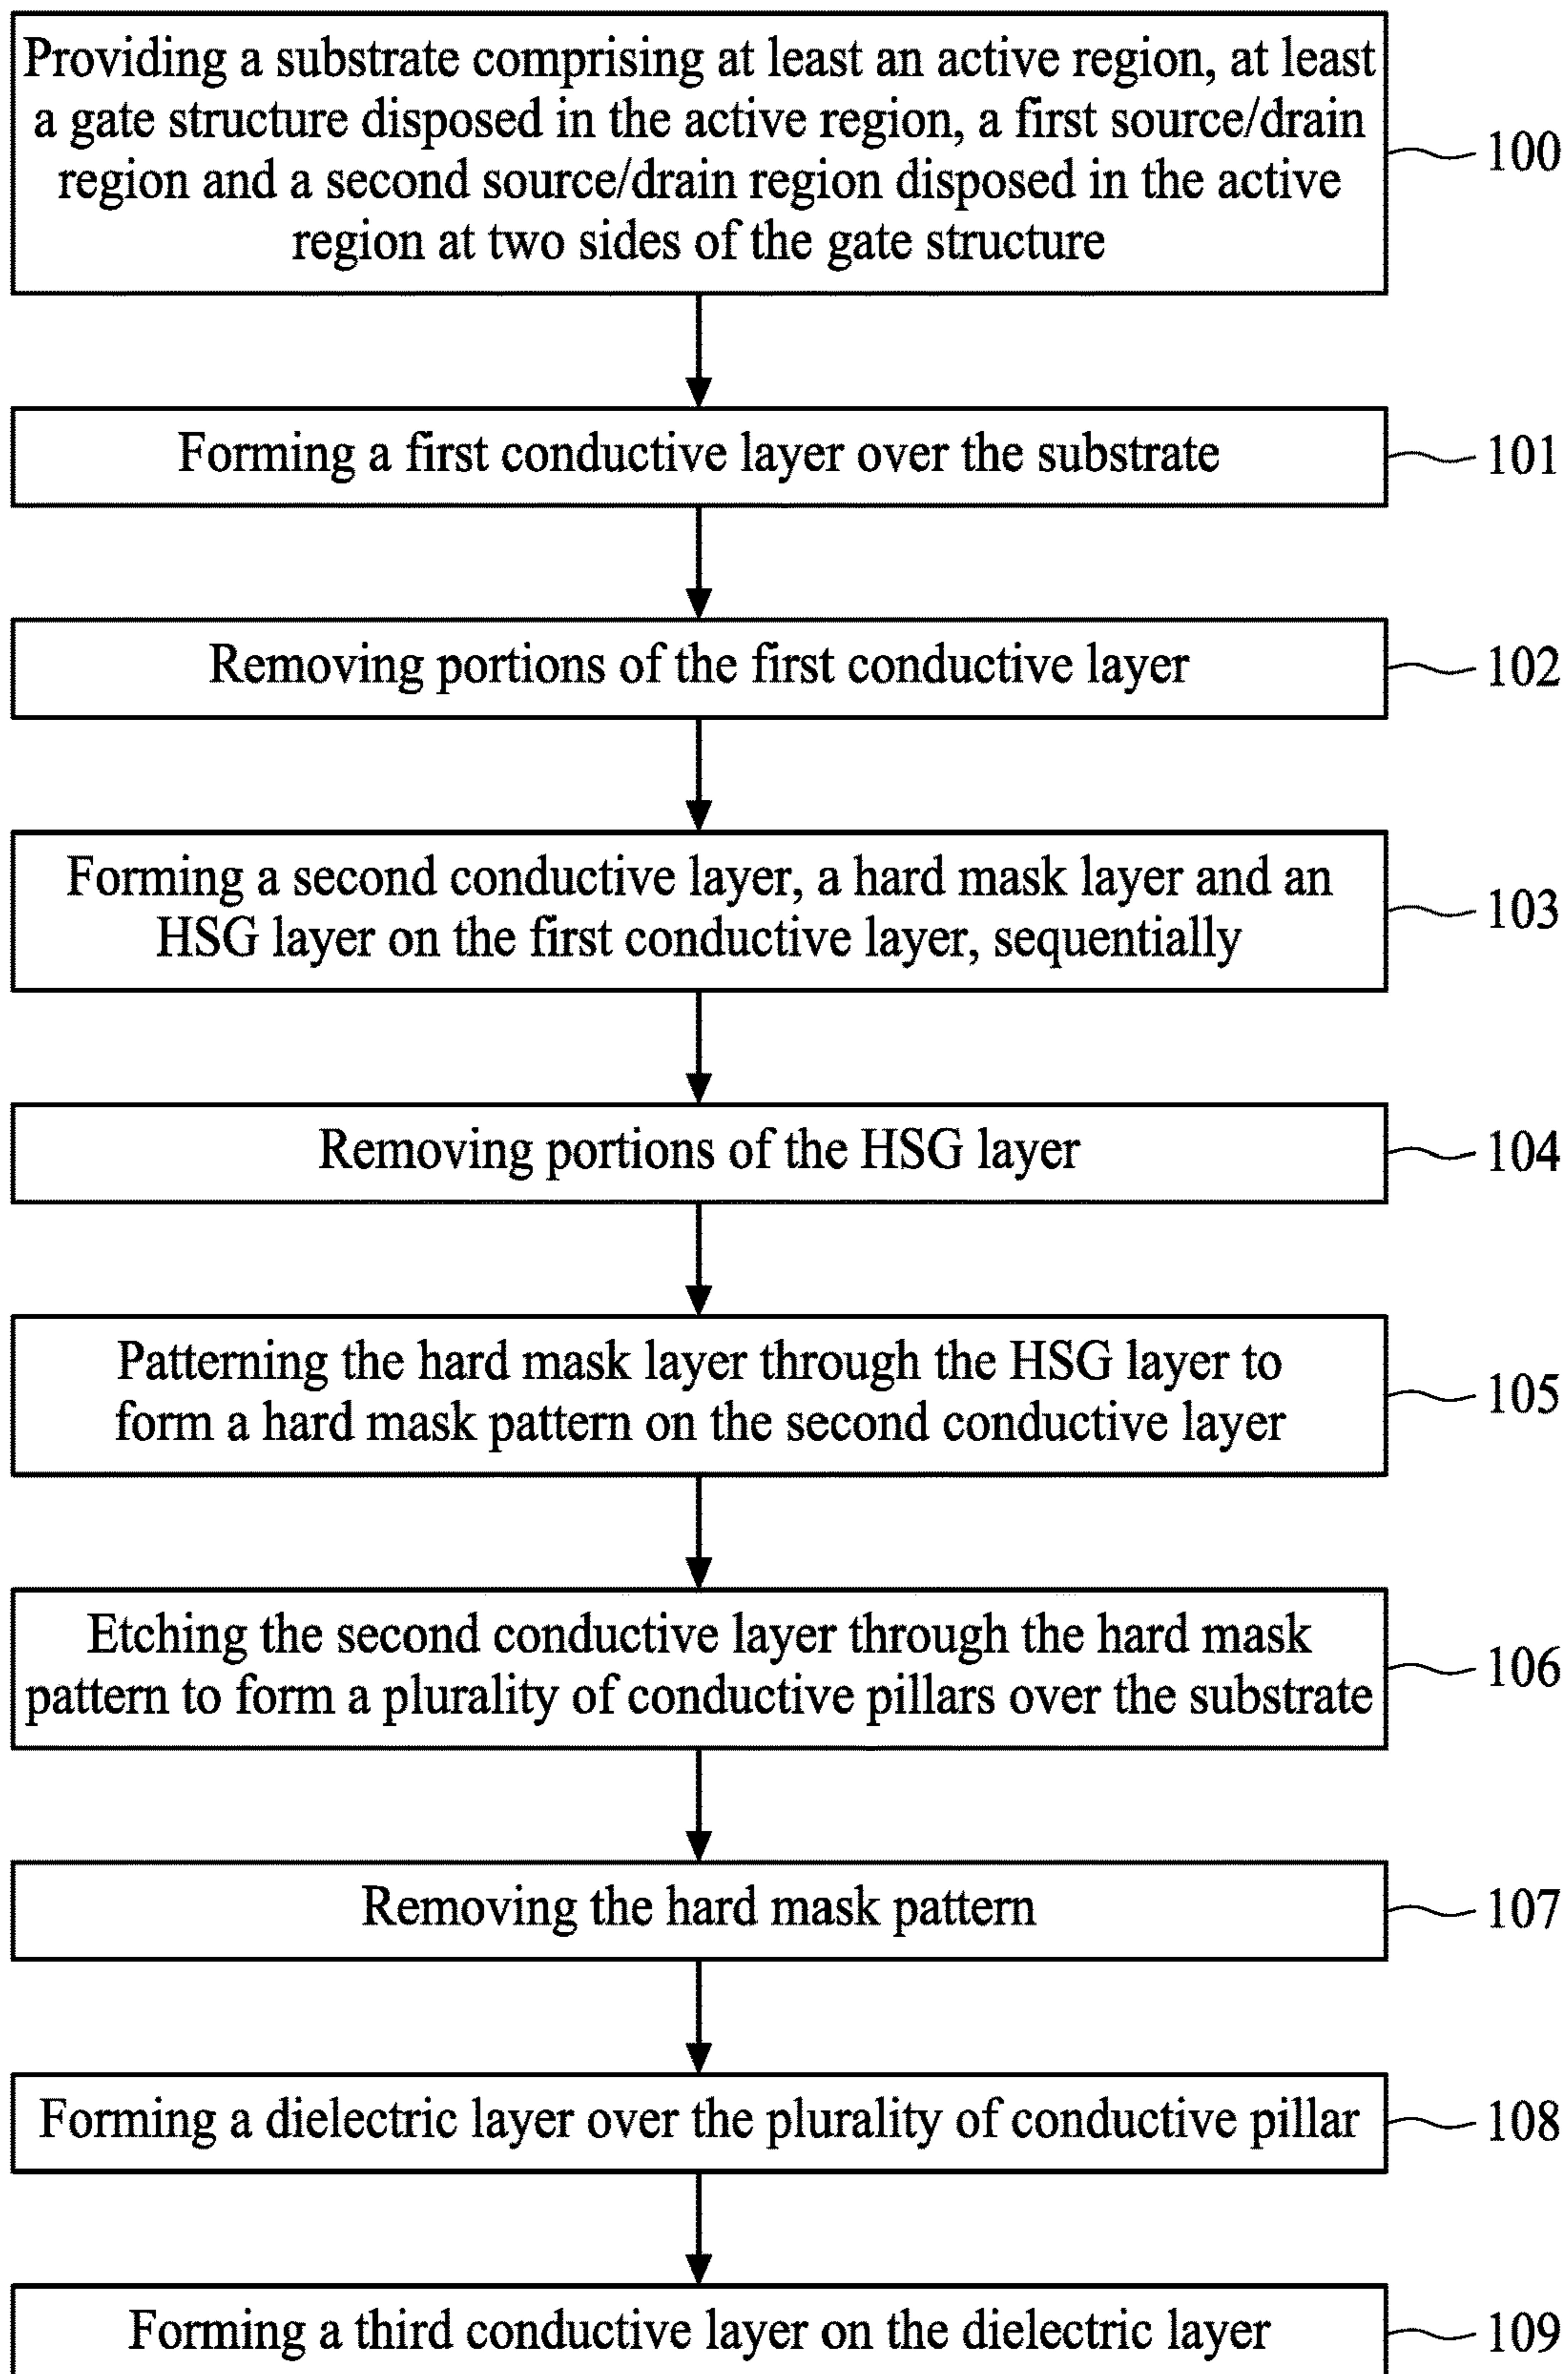 Providing a substrate comprising at least an active region, at least
a gate structure disposed in the active region, a first source/drain
region and a second source/drain region disposed in the active
region at two sides of the gate structure
100
Forming a first conductive layer over the substrate
101
Removing portions of the first conductive layer
102
Forming a second conductive layer, a hard mask layer and an
HSG layer on the first conductive layer, sequentially
103
Removing portions of the HSG layer
104
Patterning the hard mask layer through the HSG layer to
form a hard mask pattern on the second conductive layer
105
Etching the second conductive layer through the hard mask
pattern to form a plurality of conductive pillars over the substrate
106
Removing the hard mask pattern
107
Forming a dielectric layer over the plurality of conductive pillar
108
Forming a third conductive layer on the dielectric layer
109